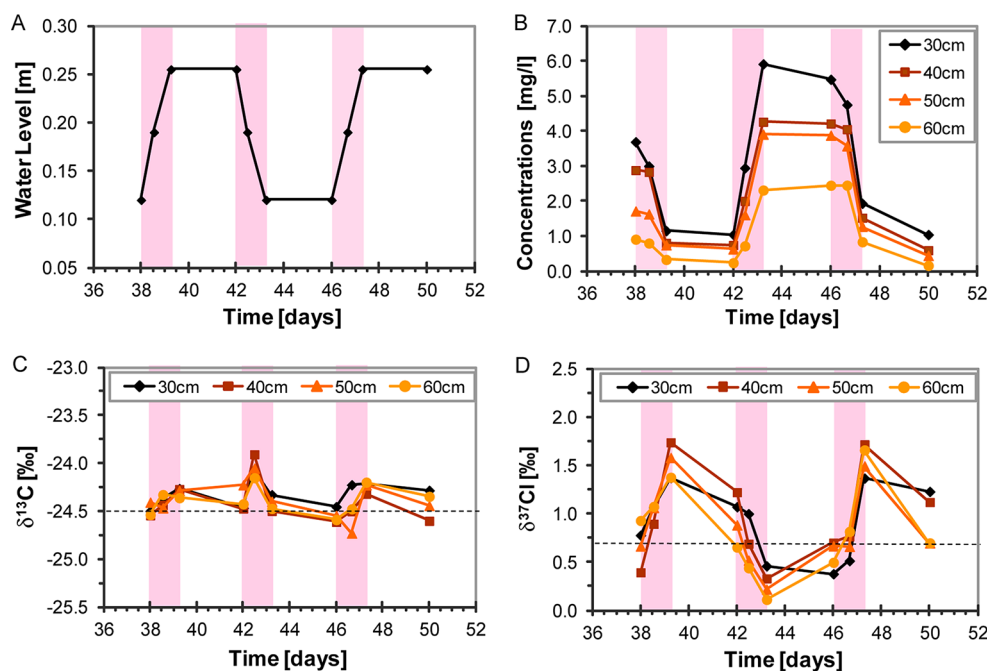 A
0.30
0.25
0.20
0.15
0.10
0.05
Water Level [m]
36 38 40 42 44 46 48 50 52
Time [days]
B
7.0
6.0
5.0
4.0
3.0
2.0
1.0
0.0
Concentrations [mg/l]
30cm
40cm
50cm
60cm
36 38 40 42 44 46 48 50 52
Time [days]
C
-23.0
-23.5
-24.0
-24.5
-25.0
-25.5
δ13C [‰]
30cm 40cm 50cm 60cm
36 38 40 42 44 46 48 50 52
Time [days]
D
2.5
2.0
1.5
1.0
0.5
0.0
δ37Cl [‰]
30cm 40cm 50cm 60cm
36 38 40 42 44 46 48 50 52
Time [days]